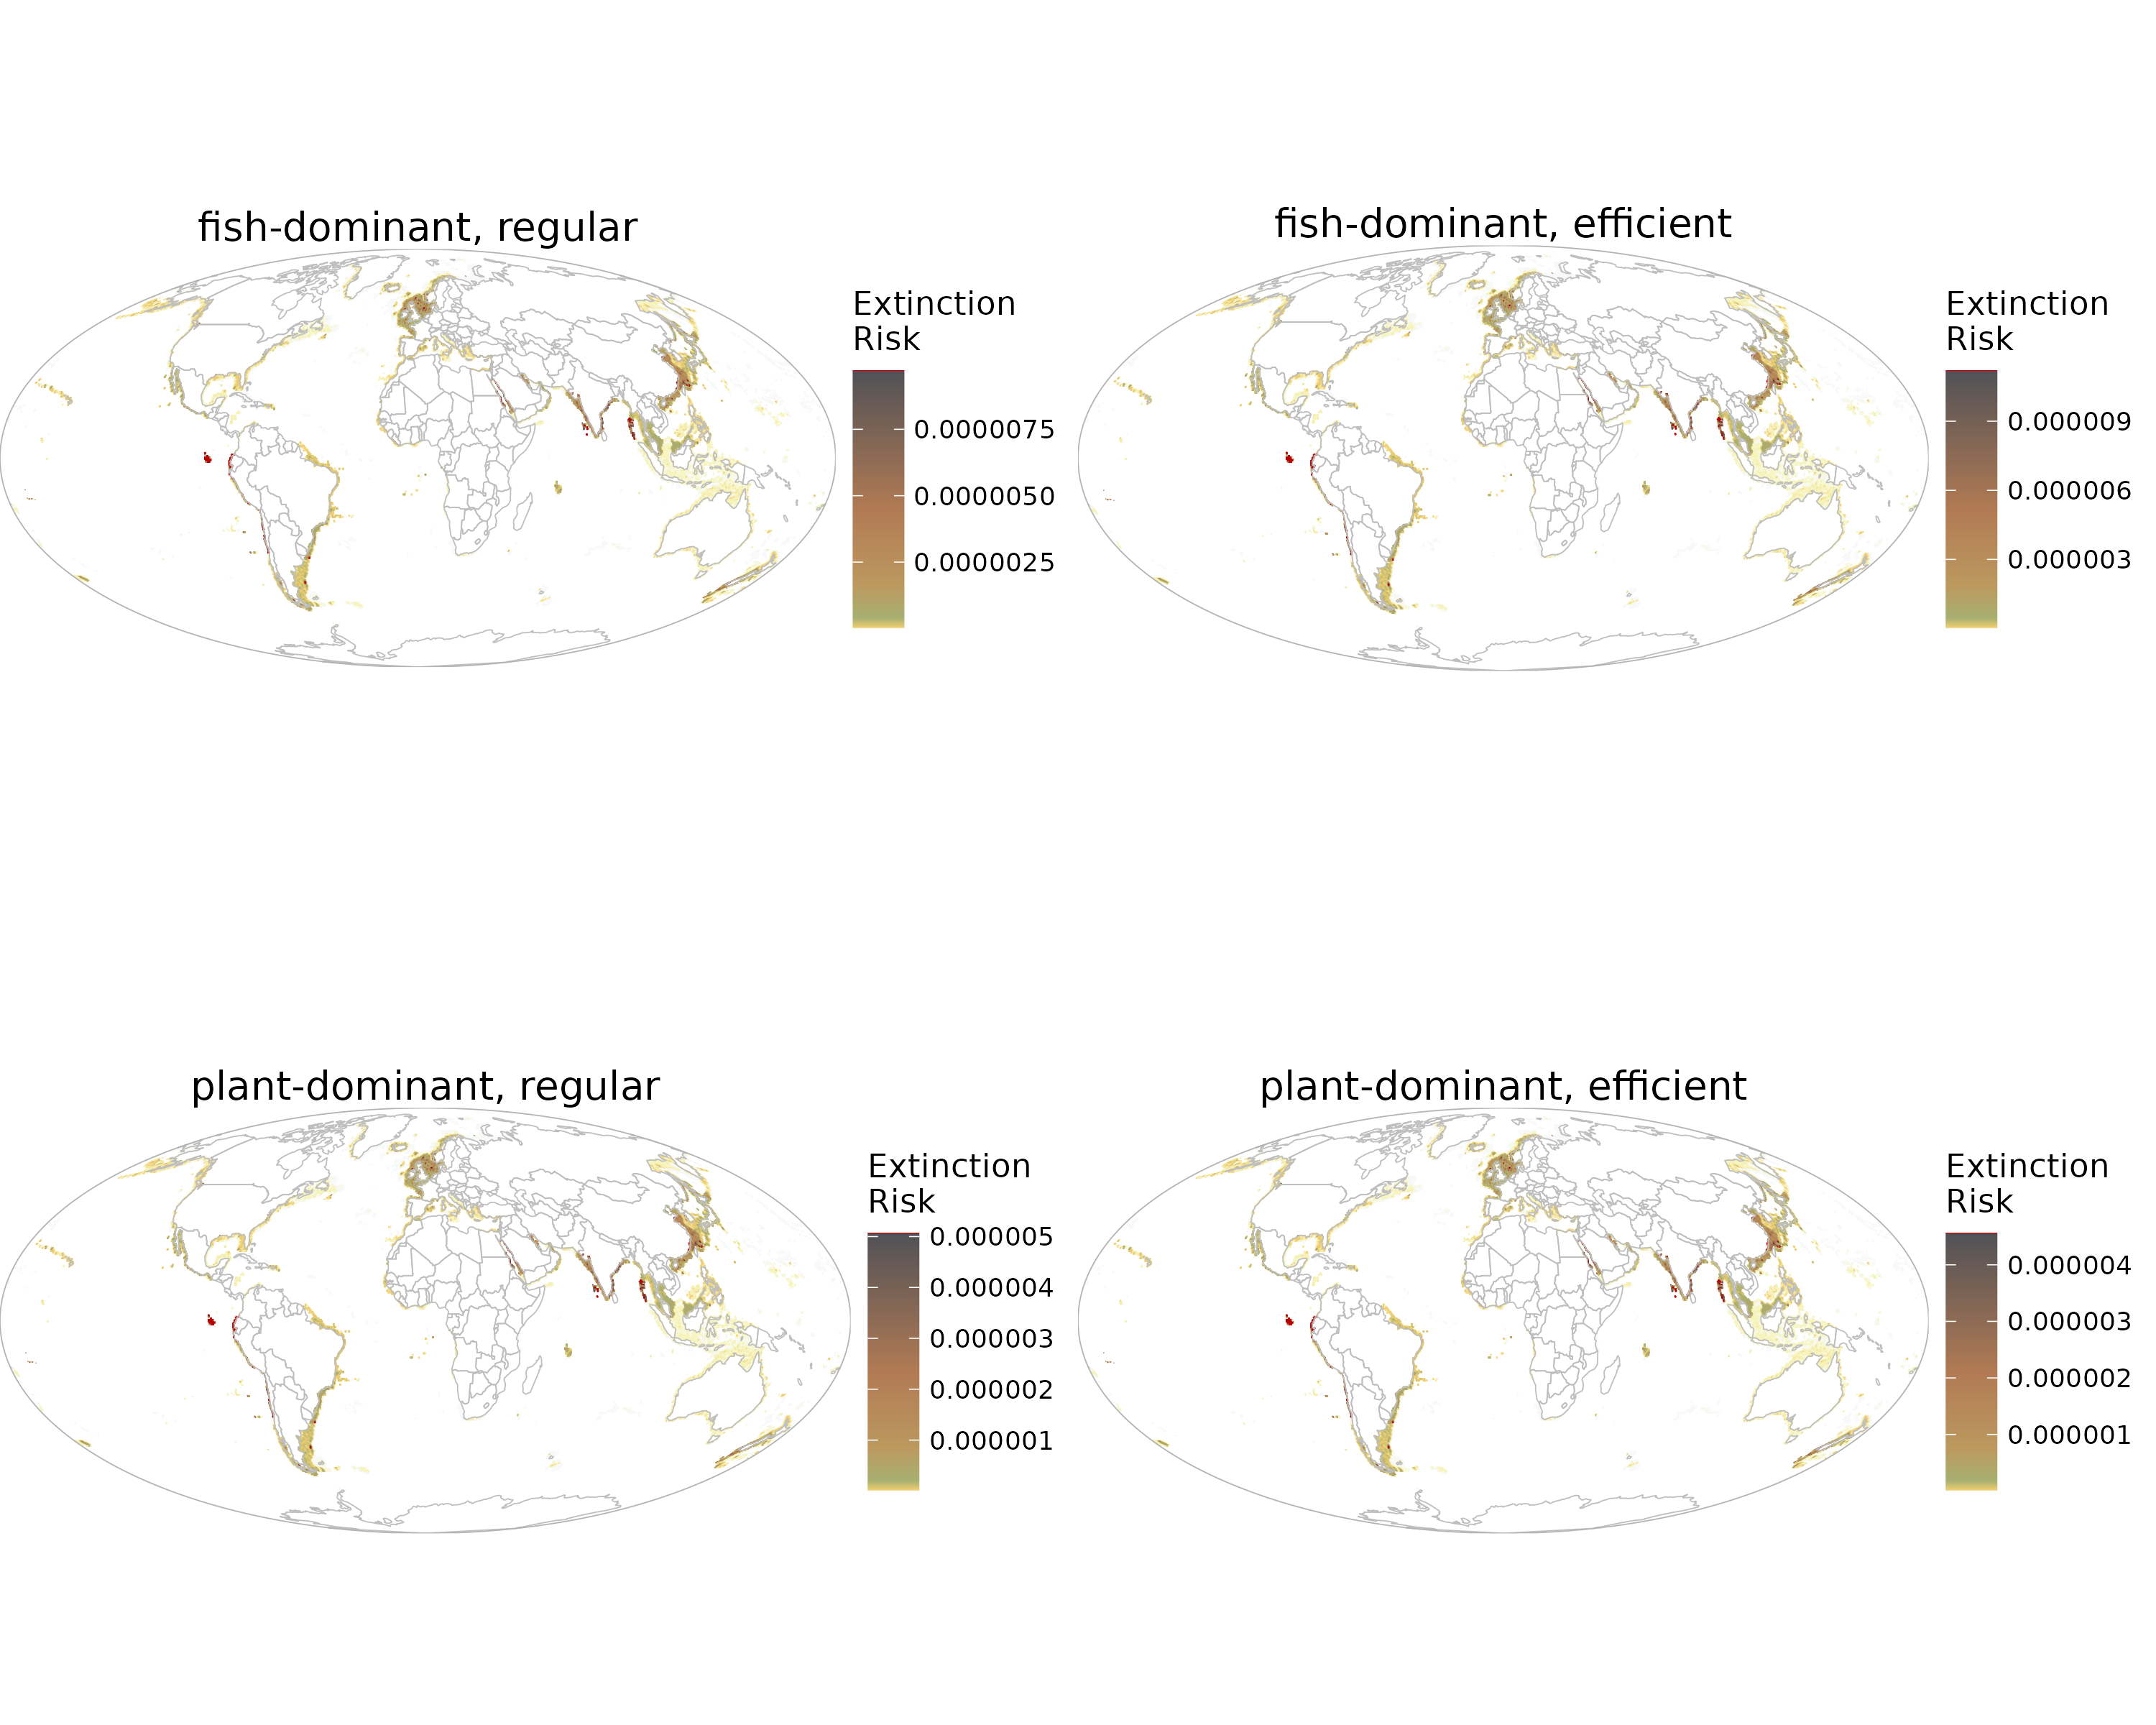 fish-dominant, regular
Extinction
Risk
0.0000075
0.0000050
0.0000025
fish-dominant, efficient
Extinction
Risk
0.000009
0.000006
0.000003
plant-dominant, regular
Extinction
Risk
0.000005
0.000004
0.000003
0.000002
0.000001
plant-dominant, efficient
Extinction
Risk
0.000004
0.000003
0.000002
0.000001